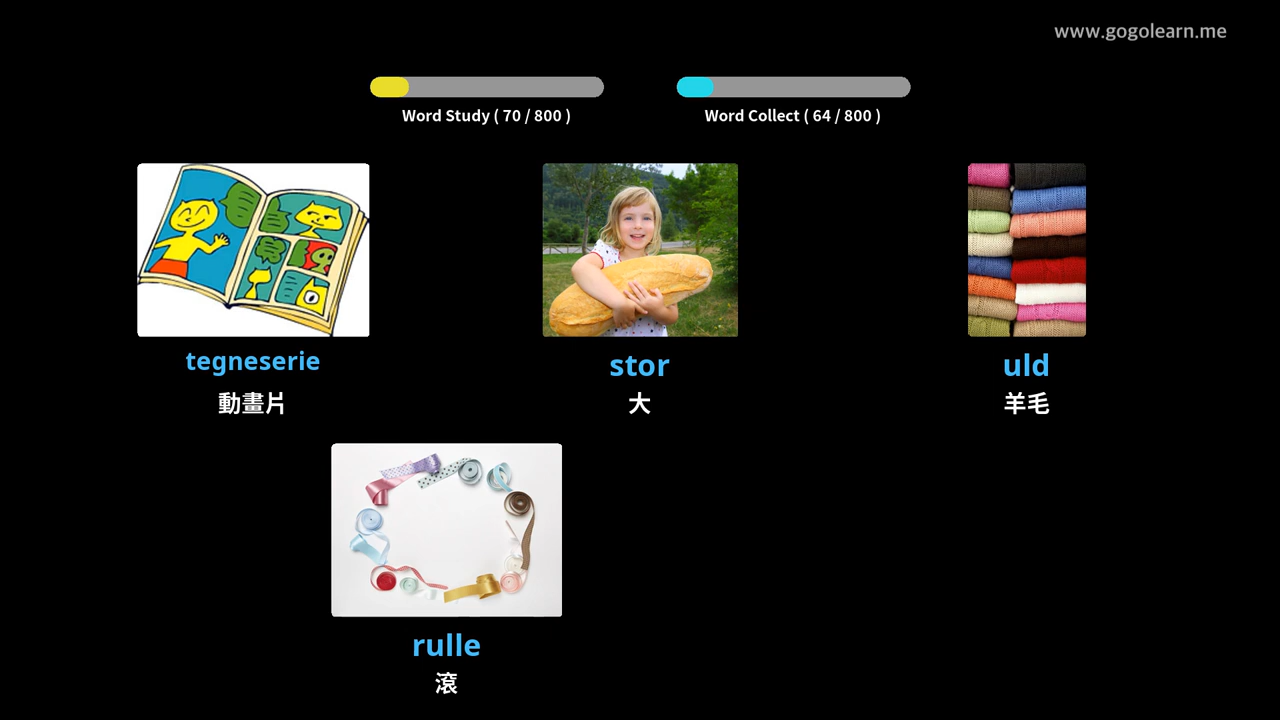 www.gogolearn.me
Word Study ( 70 / 800 )
Word Collect ( 64 / 800 )
tegneserie
動畫片
stor
大
uld
羊毛
rulle
滾